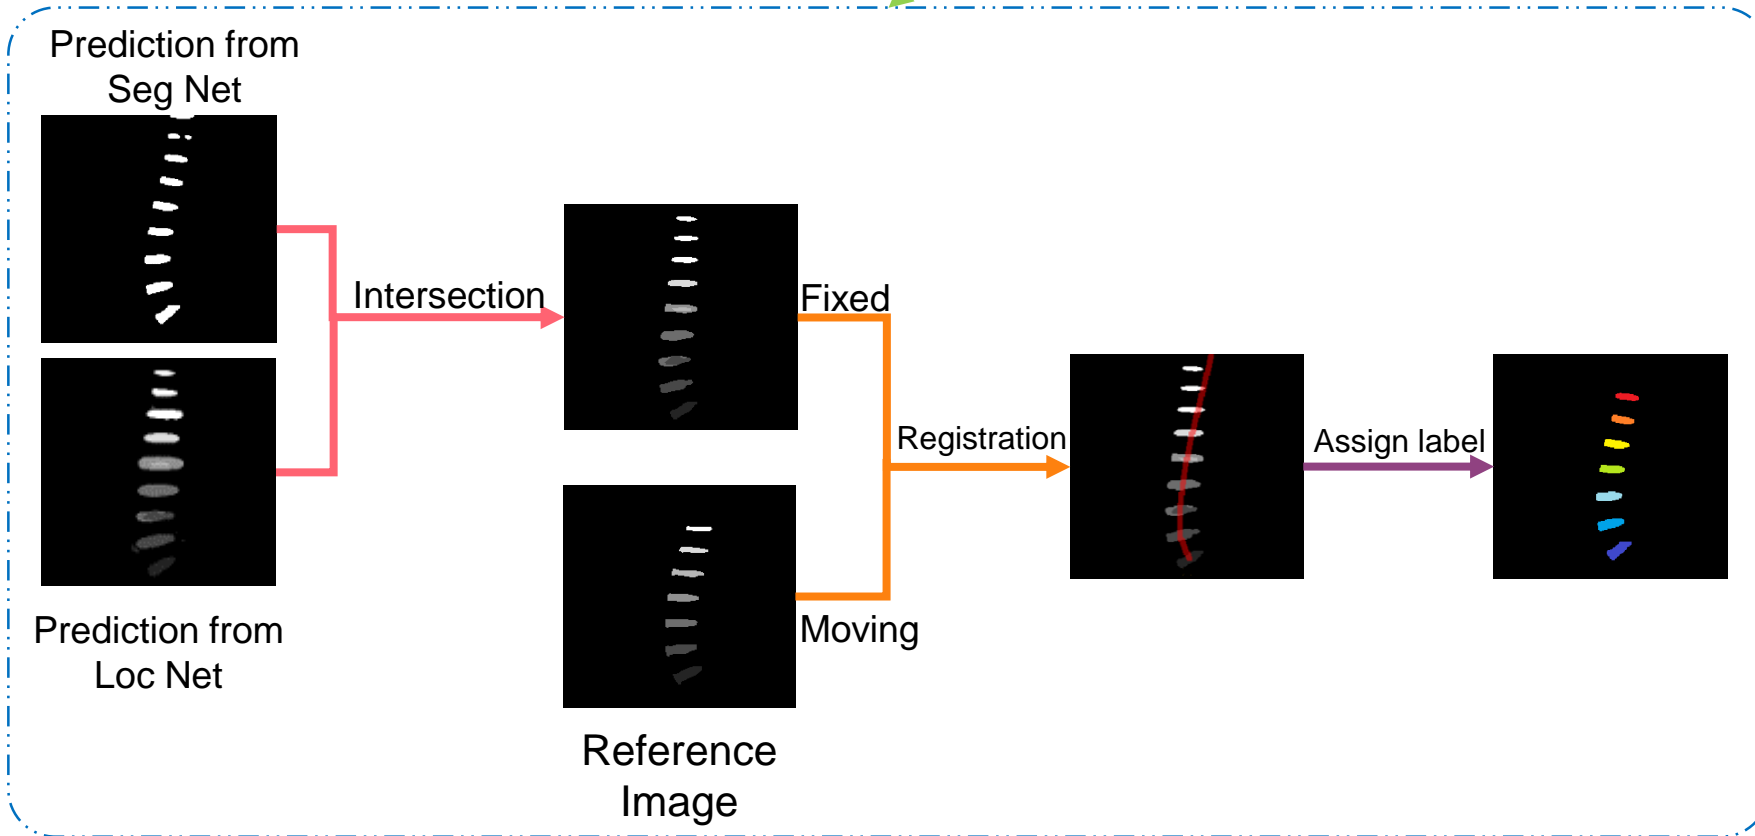 Prediction from
Seg Net
Intersection
Fixed
Registration
Assign label
Prediction from
Loc Net
Moving
Reference
Image